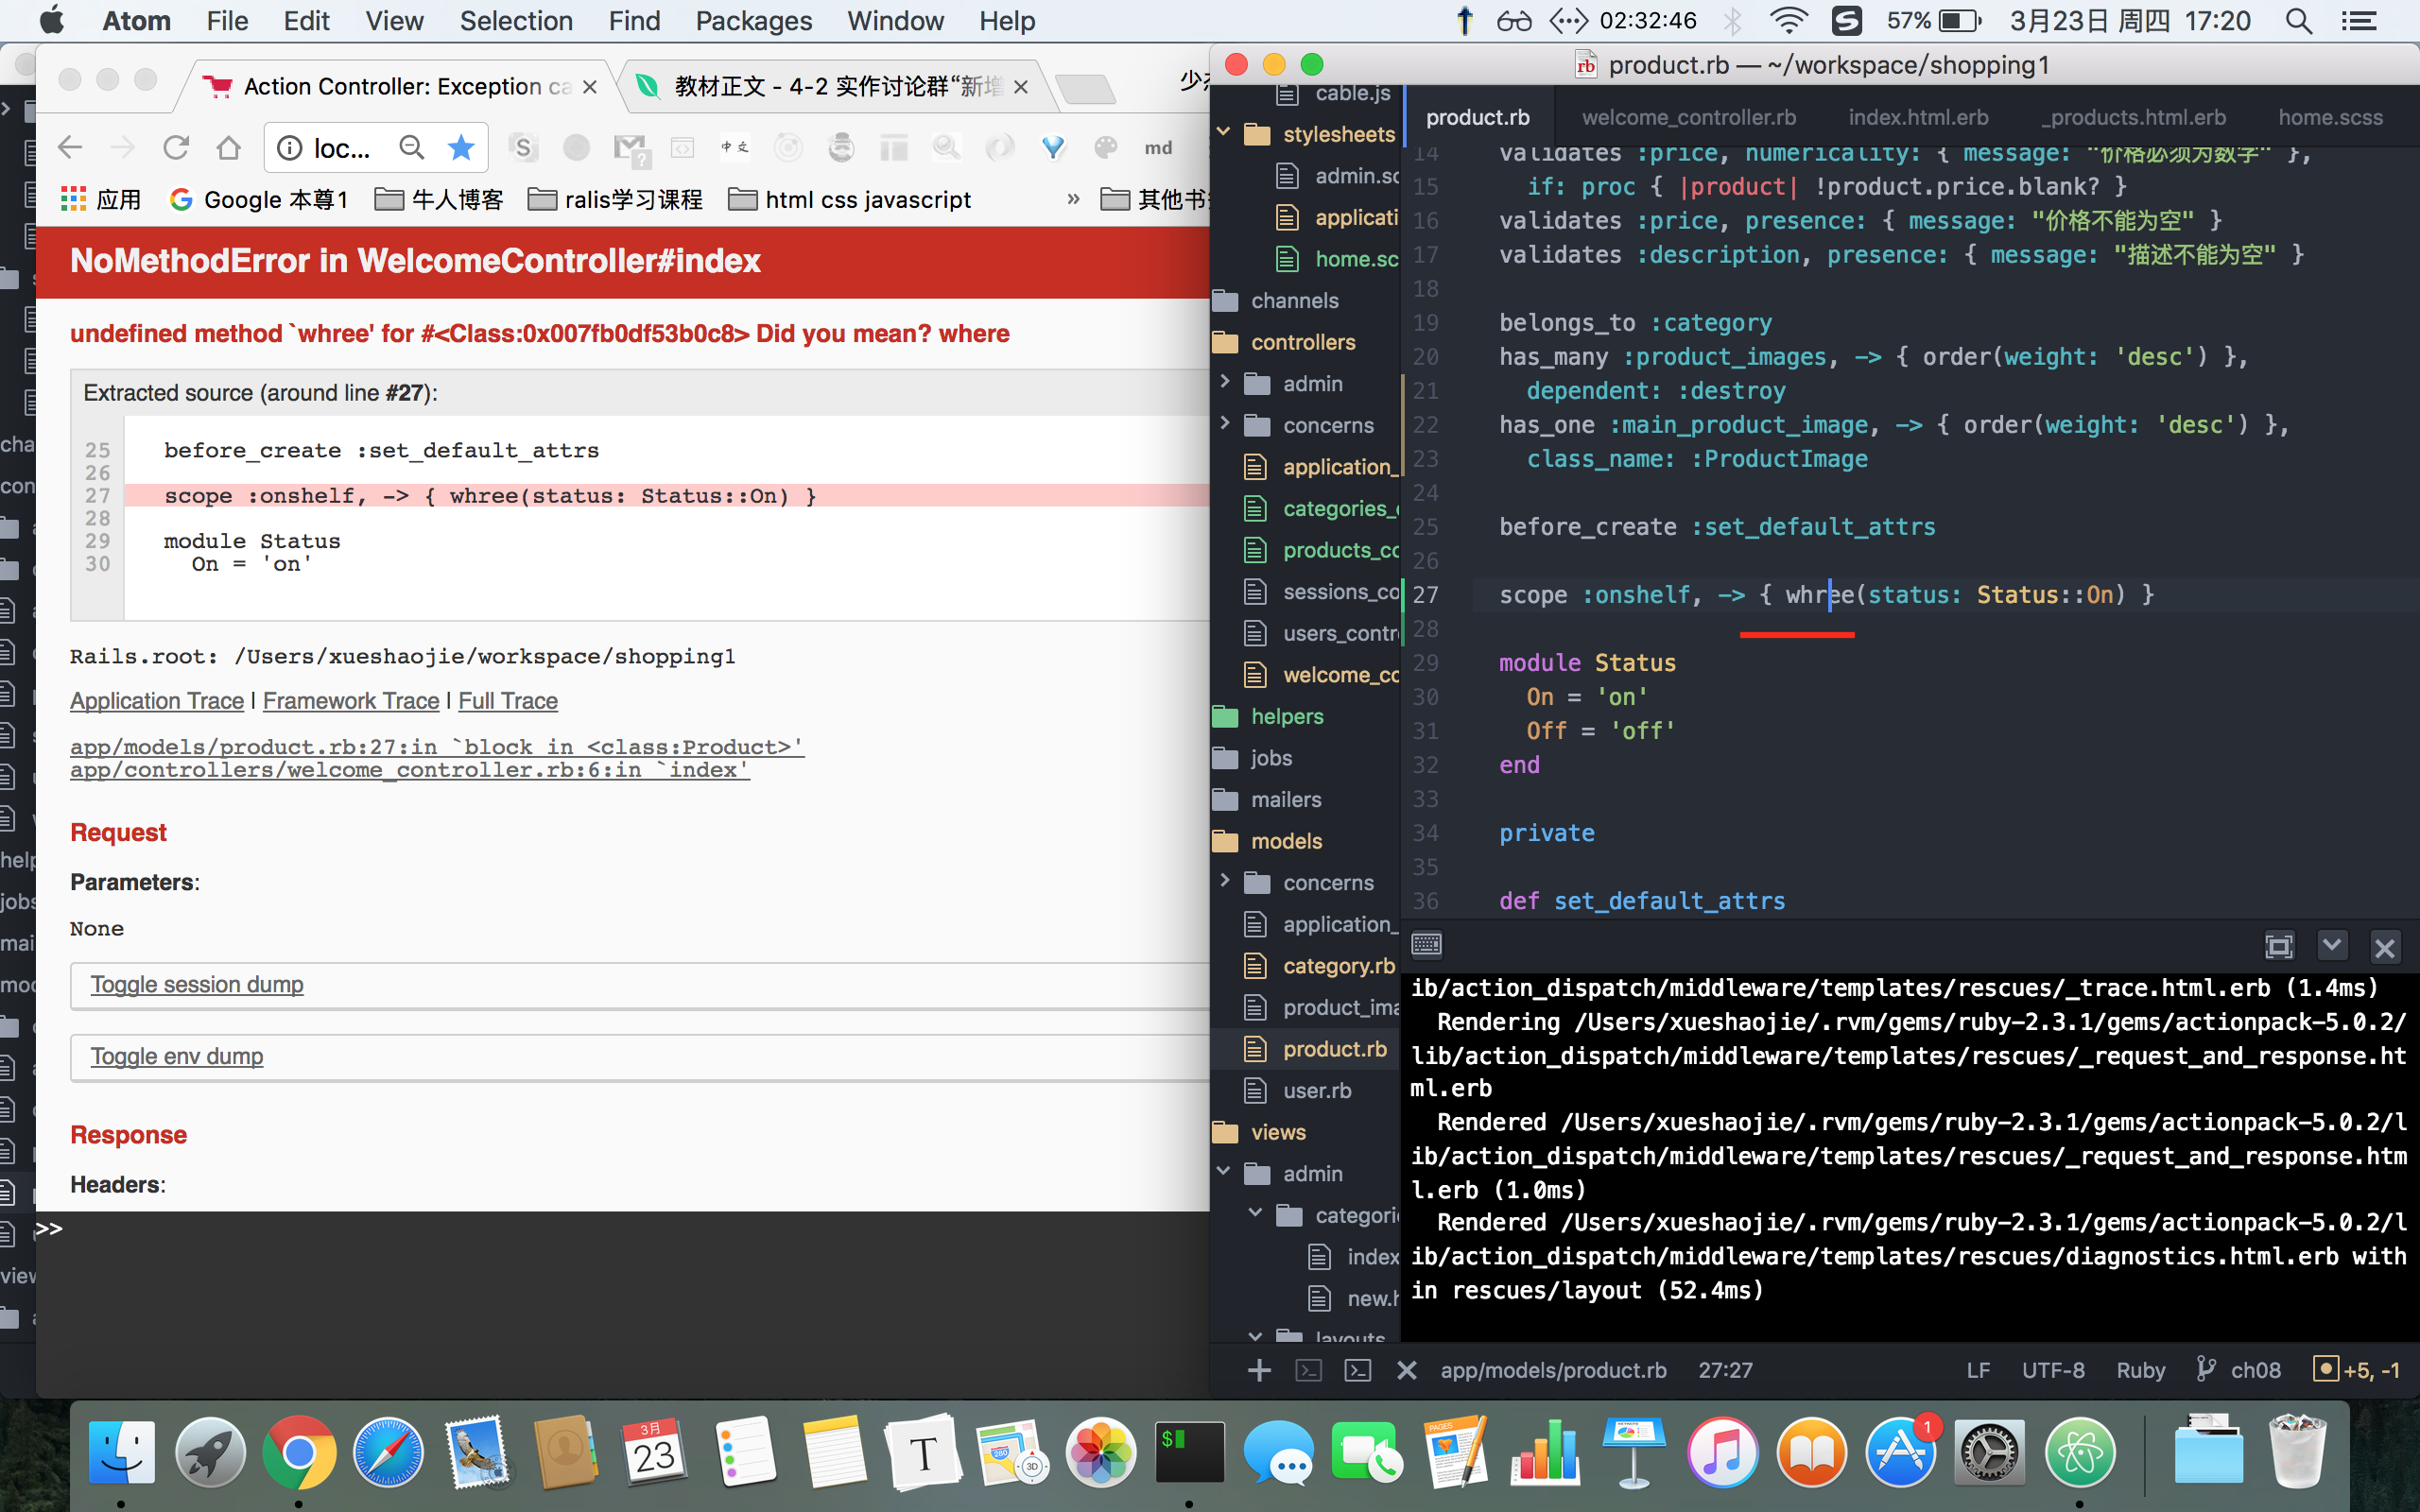 Atom File Edit View Selection Find Packages Window Help 02:32:46 57% 3月23日 周四 17:20
Action Controller: Exception ca
教材正文 - 4-2 实作讨论群“新增
loc...
md
应用 Google 本尊1 牛人博客 ralis学习课程 html css javascript » 其他书
NoMethodError in WelcomeController#index
undefined method `whree' for #<Class:0x007fb0df53b0c8> Did you mean? where
Extracted source (around line #27):
25 before_create :set_default_attrs
26
27 scope :onshelf, -> { whree(status: Status::On) }
28
29 module Status
30 On = 'on'
Rails.root: /Users/xueshaojie/workspace/shopping1
Application Trace | Framework Trace | Full Trace
app/models/product.rb:27:in `block in <class:Product>'
app/controllers/welcome_controller.rb:6:in `index'
Request
Parameters:
None
Toggle session dump
Toggle env dump
Response
Headers:
>>
product.rb — ~/workspace/shopping1
cable.js
stylesheets
admin.sc
applicati
home.sc
channels
controllers
admin
concerns
application_
categories_
products_co
sessions_co
users_contr
welcome_co
helpers
jobs
mailers
models
concerns
application_
category.rb
product_ima
product.rb
user.rb
views
admin
categori
index
new.h
layouts
product.rb welcome_controller.rb index.html.erb _products.html.erb home.scss
14 validates :price, numericality: { message: "价格必须为数字" },
15 if: proc { |product| !product.price.blank? }
16 validates :price, presence: { message: "价格不能为空" }
17 validates :description, presence: { message: "描述不能为空" }
18
19 belongs_to :category
20 has_many :product_images, -> { order(weight: 'desc') },
21 dependent: :destroy
22 has_one :main_product_image, -> { order(weight: 'desc') },
23 class_name: :ProductImage
24
25 before_create :set_default_attrs
26
27 scope :onshelf, -> { whree(status: Status::On) }
28
29 module Status
30 On = 'on'
31 Off = 'off'
32 end
33
34 private
35
36 def set_default_attrs
ib/action_dispatch/middleware/templates/rescues/_trace.html.erb (1.4ms)
Rendering /Users/xueshaojie/.rvm/gems/ruby-2.3.1/gems/actionpack-5.0.2/
lib/action_dispatch/middleware/templates/rescues/_request_and_response.ht
ml.erb
Rendered /Users/xueshaojie/.rvm/gems/ruby-2.3.1/gems/actionpack-5.0.2/l
ib/action_dispatch/middleware/templates/rescues/_request_and_response.htm
l.erb (1.0ms)
Rendered /Users/xueshaojie/.rvm/gems/ruby-2.3.1/gems/actionpack-5.0.2/l
ib/action_dispatch/middleware/templates/rescues/diagnostics.html.erb with
in rescues/layout (52.4ms)
app/models/product.rb 27:27 LF UTF-8 Ruby ch08 +5, -1
3月
23
PAGES
1